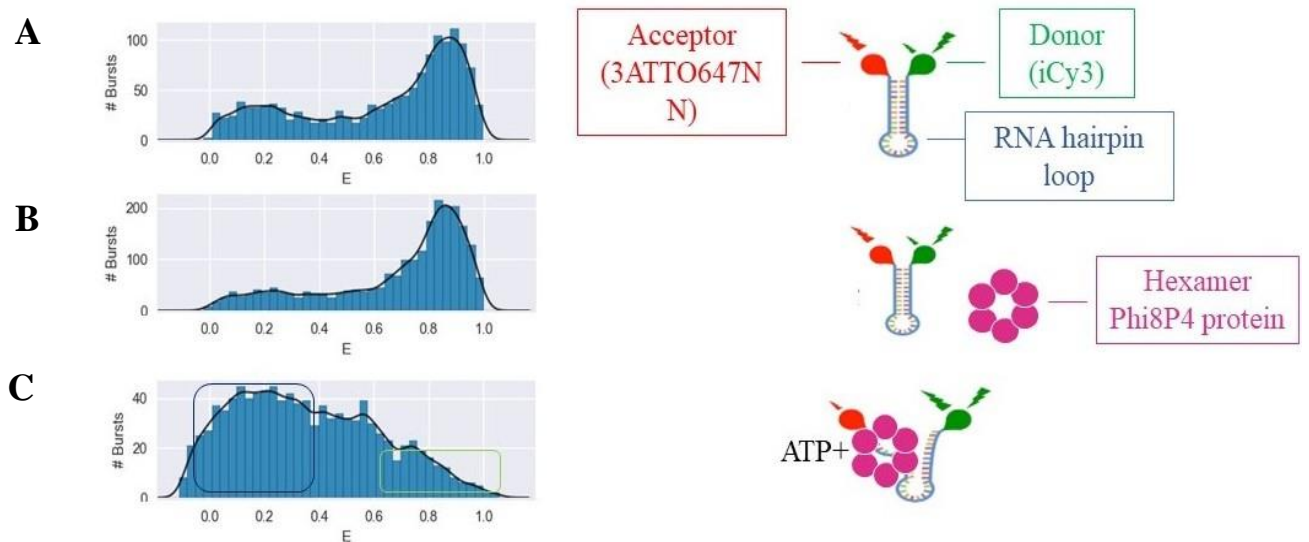 A
100
50
0
# Bursts
0.0 0.2 0.4 0.6 0.8 1.0
E
Acceptor
(3ATTO647N
N)
Donor
(iCy3)
RNA hairpin
loop
B
200
100
0
# Bursts
0.0 0.2 0.4 0.6 0.8 1.0
E
Hexamer
Phi8P4 protein
C
40
20
0
# Bursts
0.0 0.2 0.4 0.6 0.8 1.0
E
ATP+